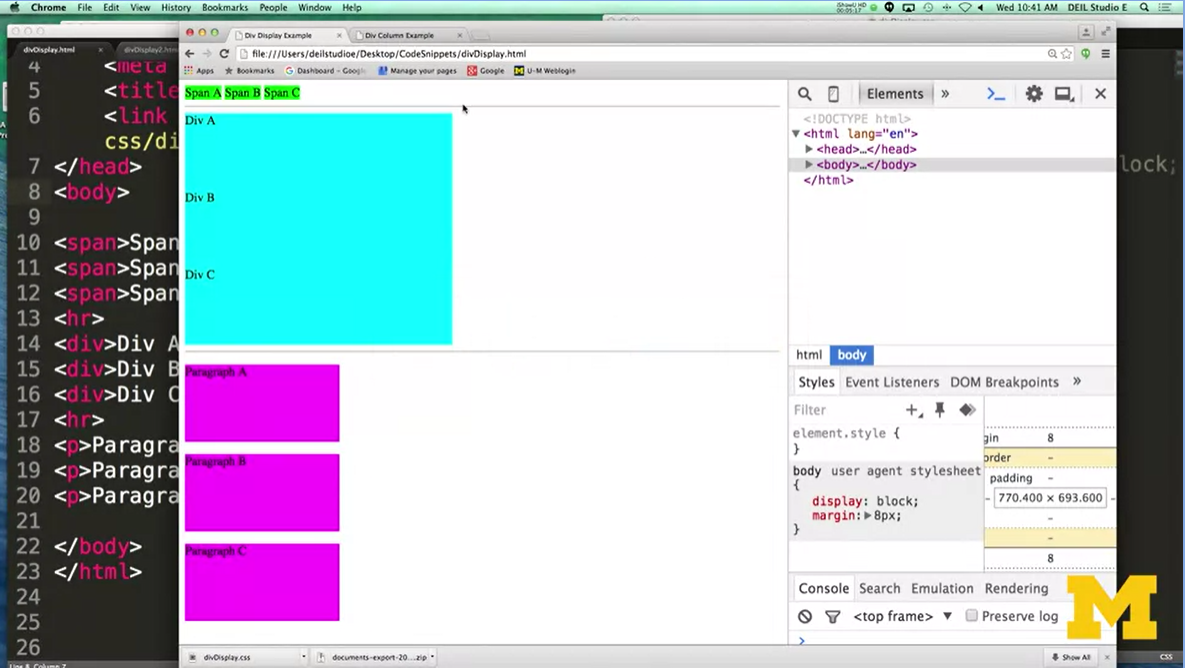 Chrome File Edit View History Bookmarks People Window Help
iShowU HD
00:05:17
Wed 10:41 AM DEIL Studio E
divDisplay.html × divDisplay2.htm
Div Display Example × Div Column Example ×
file:///Users/deilstudioe/Desktop/CodeSnippets/divDisplay.html
Apps Bookmarks Dashboard – Google Manage your pages Google U-M Weblogin
4 <meta
5 <title
6 <link
css/di
7 </head>
8 <body>
9
10 <span>Span
11 <span>Span
12 <span>Span
13 <hr>
14 <div>Div A
15 <div>Div B
16 <div>Div C
17 <hr>
18 <p>Paragra
19 <p>Paragra
20 <p>Paragra
21
22 </body>
23 </html>
24
25
26
Span A Span B Span C
Div A
Div B
Div C
Paragraph A
Paragraph B
Paragraph C
Elements »
<!DOCTYPE html>
▼<html lang="en">
▶<head>…</head>
▶<body>…</body>
</html>
lock;
html body
Styles Event Listeners DOM Breakpoints »
Filter
element.style {
}
body user agent stylesheet
{
display: block;
margin:▶8px;
}
gin 8
order –
padding –
– 770.400 × 693.600 –
–
–
8
Console Search Emulation Rendering
<top frame> ▼ Preserve log
>
M
divDisplay.css documents-export-20....zip Show All ×
CSS